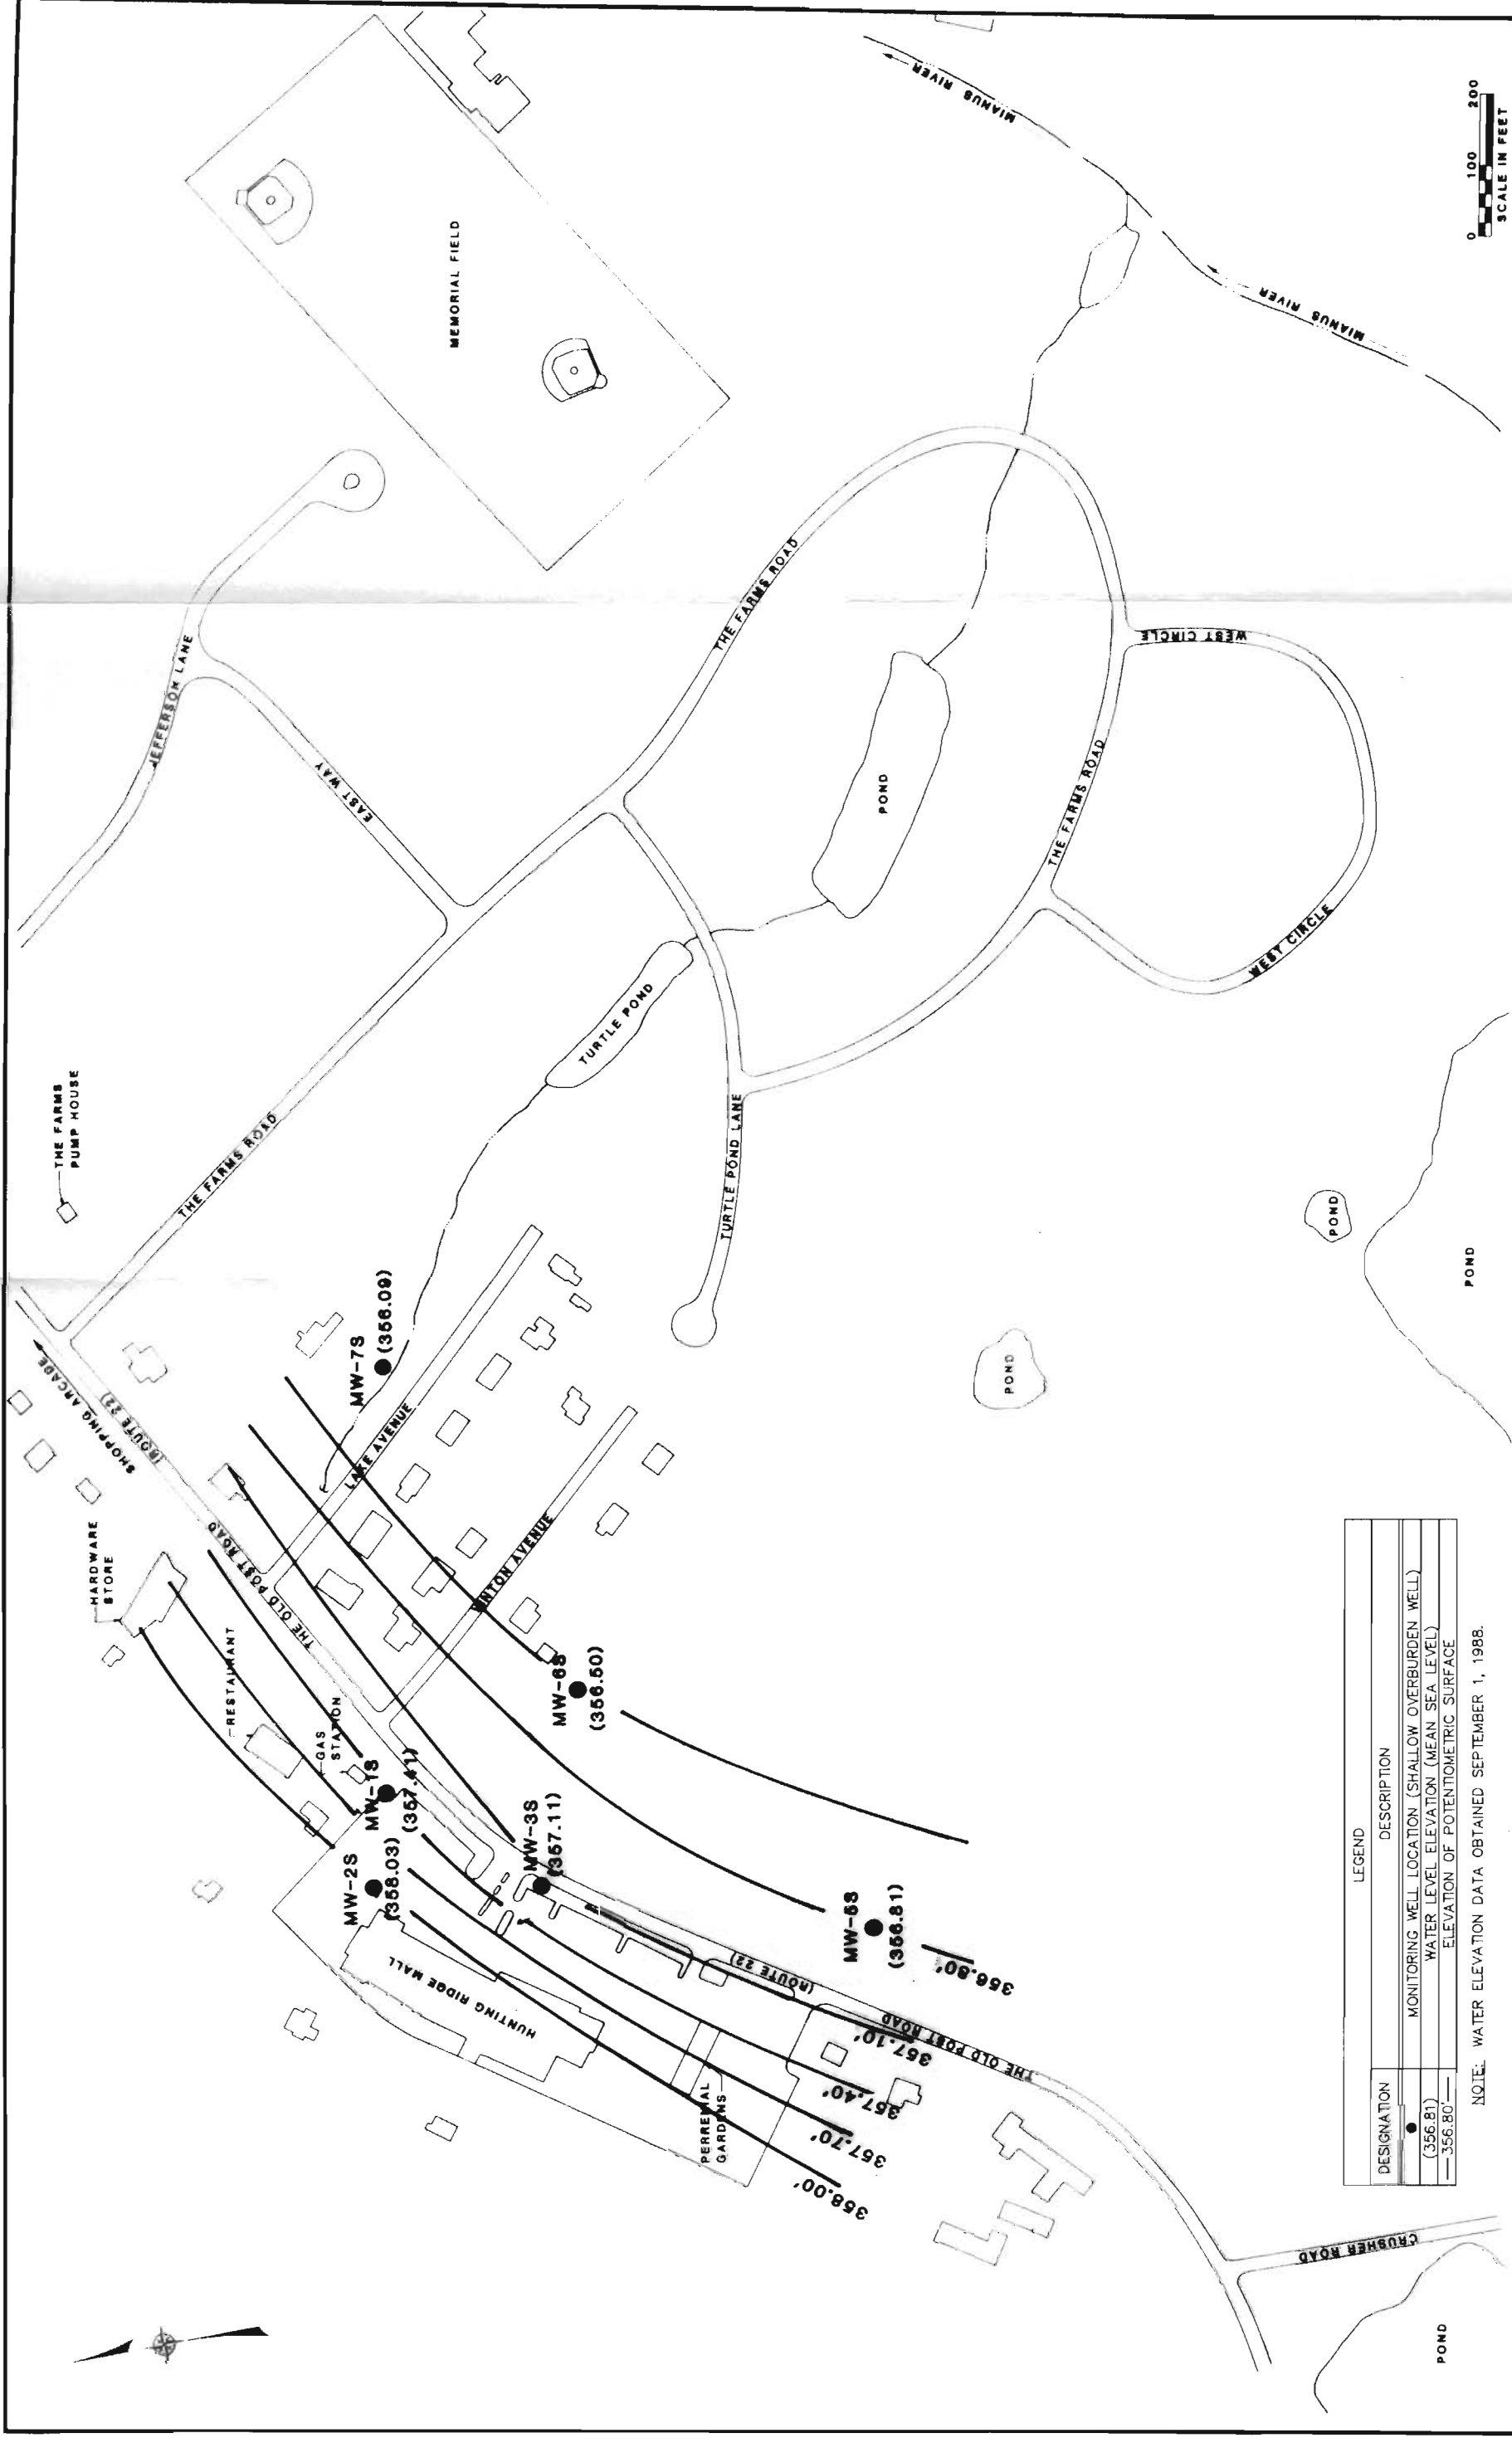 THE FARMS
PUMP HOUSE
JEFFERSON LANE
EAST WAY
MEMORIAL FIELD
MIANUS RIVER
MIANUS RIVER
SHOPPING ARCADE
(ROUTE 22)
THE FARMS ROAD
HARDWARE
STORE
THE OLD POST ROAD
RESTAURANT
GAS
STATION
MW-7S
(356.09)
LAKE AVENUE
VINTON AVENUE
TURTLE POND
THE FARMS ROAD
POND
TURTLE POND LANE
THE FARMS ROAD
WEST CIRCLE
WEST CIRCLE
MW-1S
(357.41)
MW-2S
(358.03)
MW-3S
(357.11)
MW-6S
(356.50)
MW-5S
(356.81)
HUNTING RIDGE MALL
(ROUTE 22)
THE OLD POST ROAD
PERRENIAL
GARDENS
356.80'
357.10'
357.40'
357.70'
358.00'
POND
POND
POND
CRUSHER ROAD
POND
LEGEND
DESIGNATION DESCRIPTION
MONITORING WELL LOCATION (SHALLOW OVERBURDEN WELL)
(356.81) WATER LEVEL ELEVATION (MEAN SEA LEVEL)
356.80' ELEVATION OF POTENTIOMETRIC SURFACE
NOTE: WATER ELEVATION DATA OBTAINED SEPTEMBER 1, 1988.
0 100 200
SCALE IN FEET